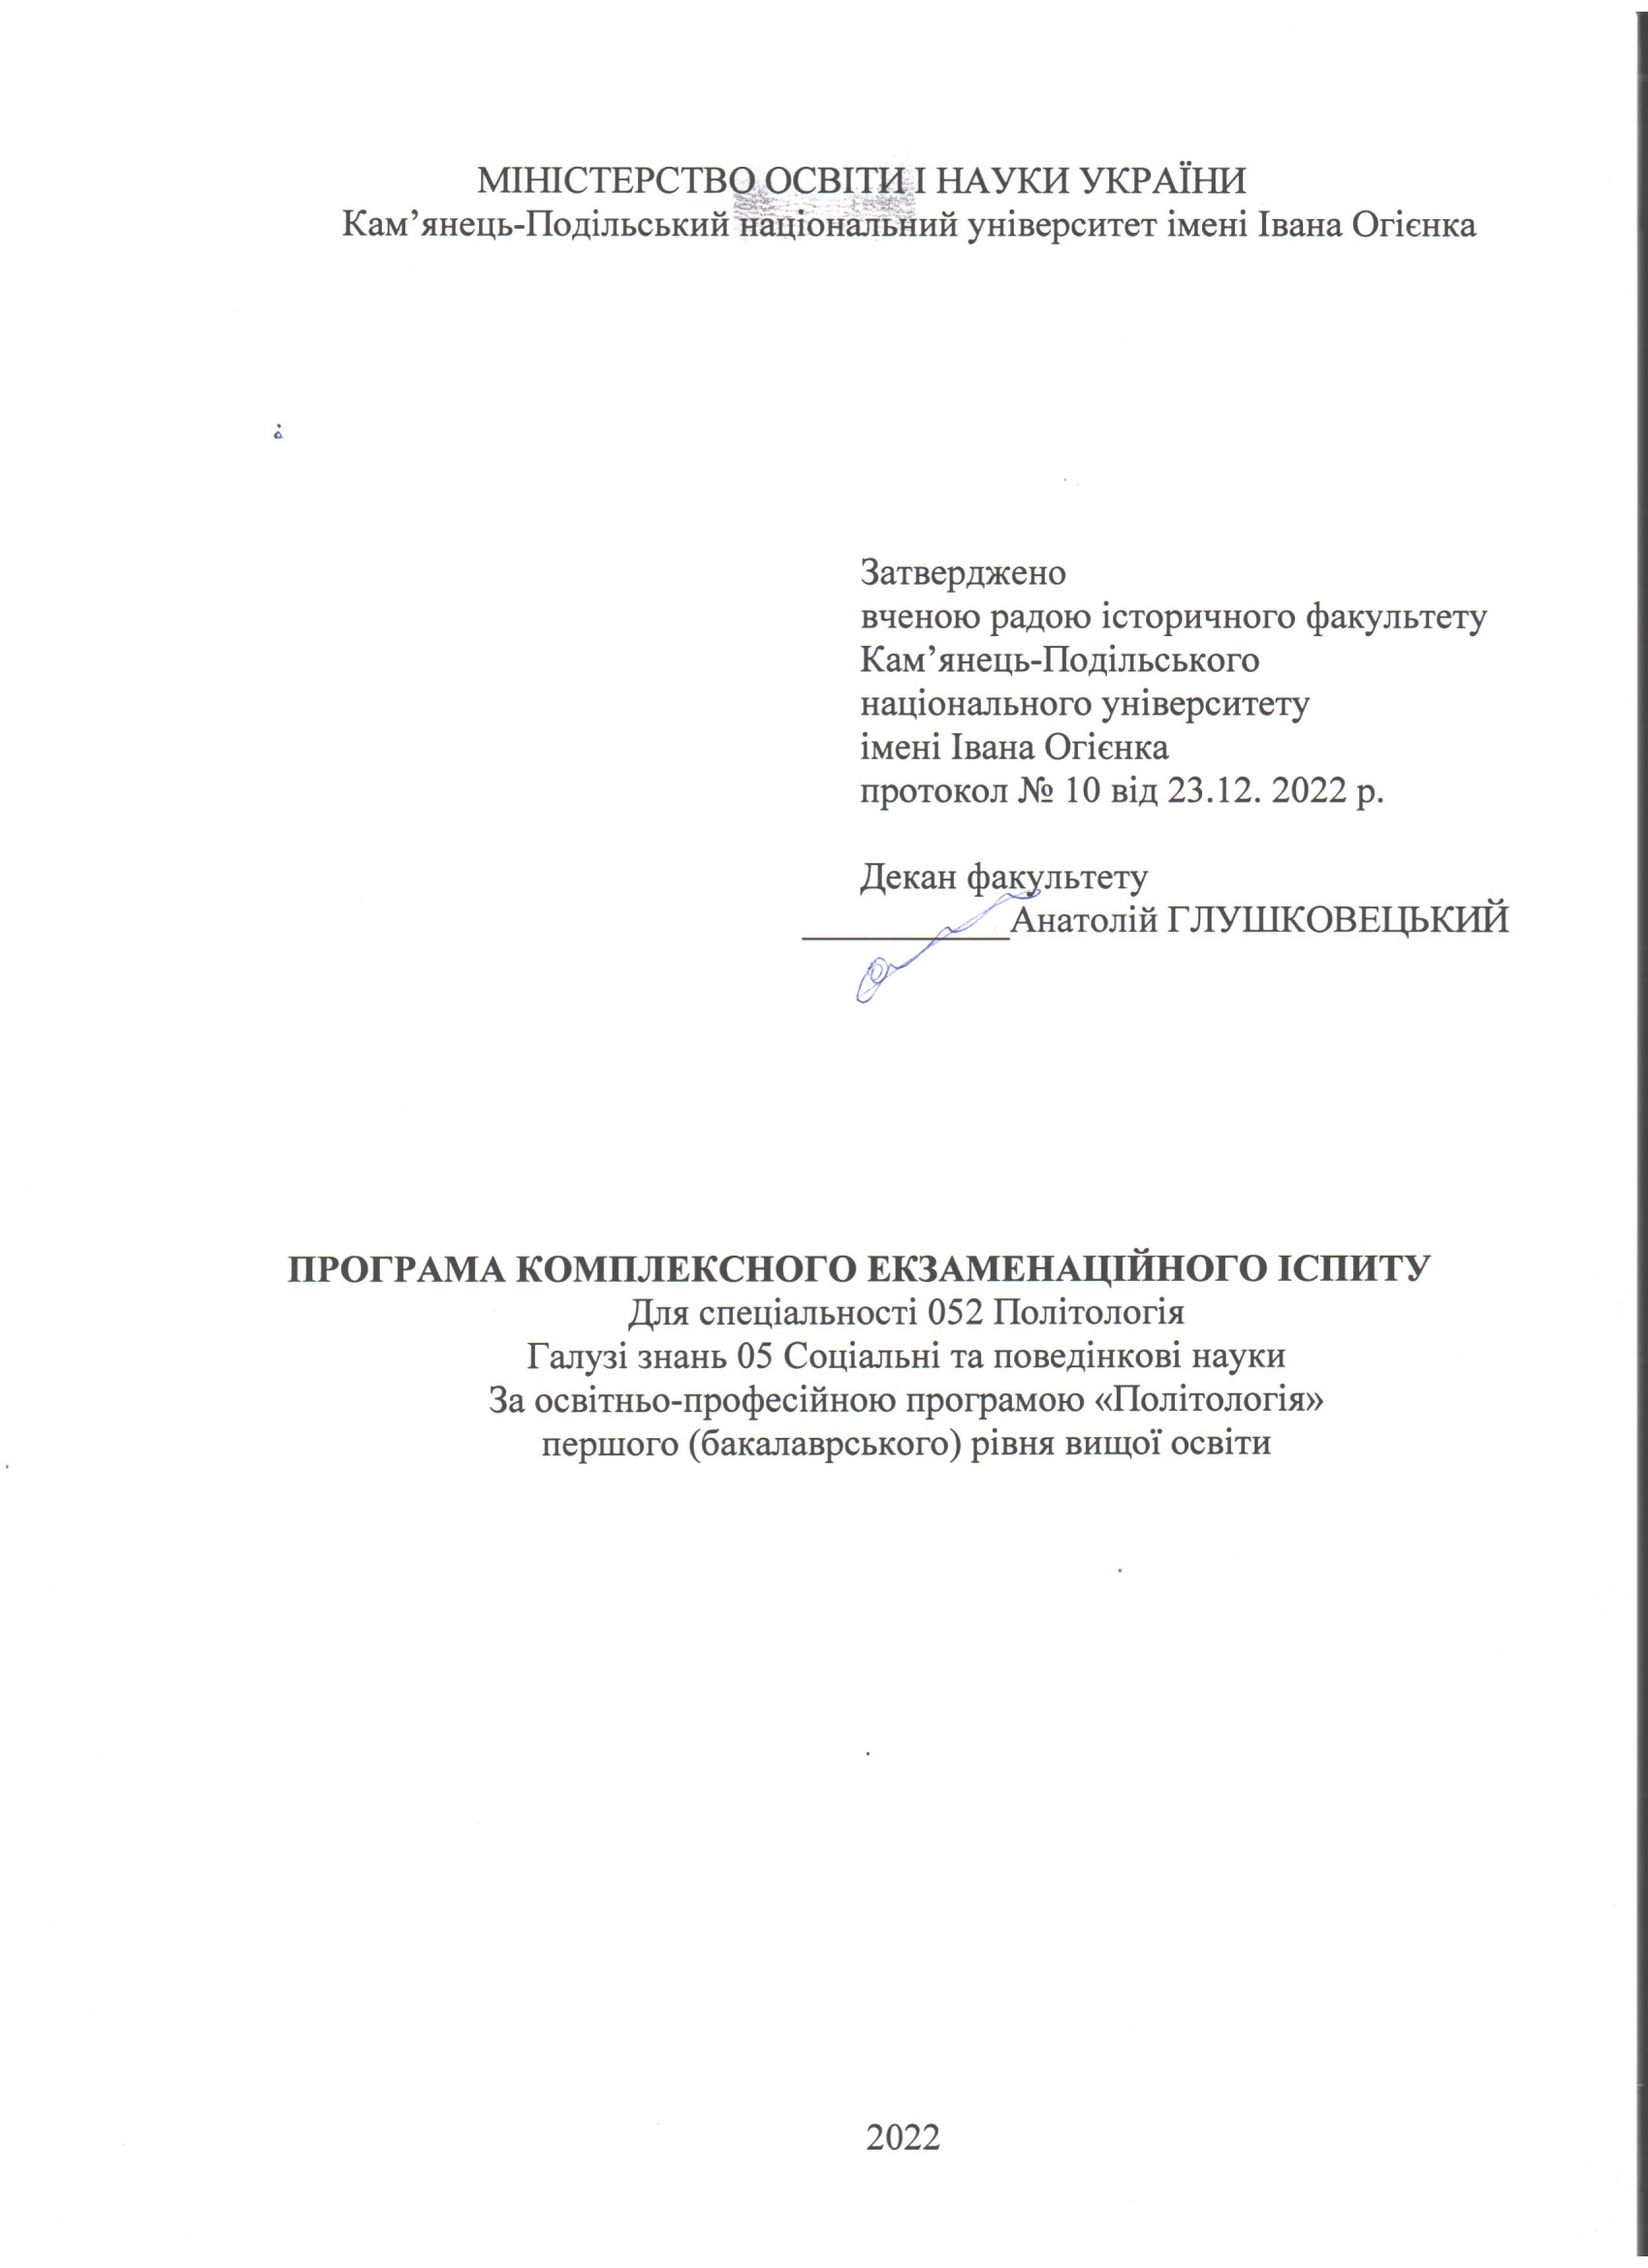 МІНІСТЕРСТВО ОСВІТИ І НАУКИ УКРАЇНИ
Кам’янець-Подільський національний університет імені Івана Огієнка
Затверджено
вченою радою історичного факультету
Кам’янець-Подільського
національного університету
імені Івана Огієнка
протокол № 10 від 23.12. 2022 р.
Декан факультету
____________Анатолій ГЛУШКОВЕЦЬКИЙ
ПРОГРАМА КОМПЛЕКСНОГО ЕКЗАМЕНАЦІЙНОГО ІСПИТУ
Для спеціальності 052 Політологія
Галузі знань 05 Соціальні та поведінкові науки
За освітньо-професійною програмою «Політологія»
першого (бакалаврського) рівня вищої освіти
2022